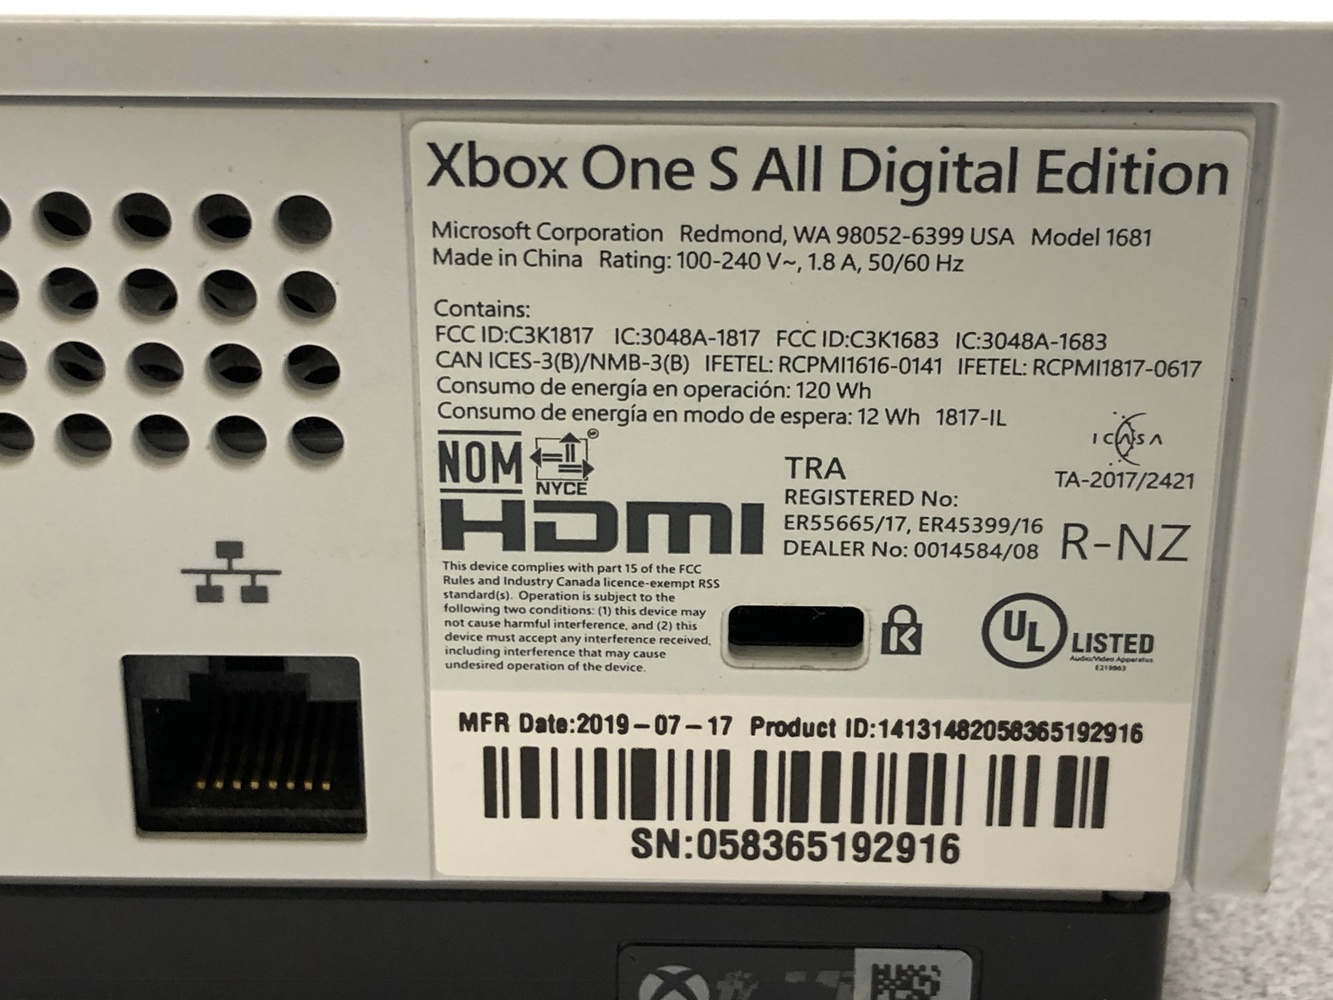 Xbox One S All Digital Edition
Microsoft Corporation Redmond, WA 98052-6399 USA Model 1681
Made in China Rating: 100-240 V~, 1.8 A, 50/60 Hz
Contains:
FCC ID:C3K1817 IC:3048A-1817 FCC ID:C3K1683 IC:3048A-1683
CAN ICES-3(B)/NMB-3(B) IFETEL: RCPMI1616-0141 IFETEL: RCPMI1817-0617
Consumo de energía en operación: 120 Wh
Consumo de energía en modo de espera: 12 Wh 1817-IL
NOM
NYCE
HDMI
ICASA
TA-2017/2421
TRA
REGISTERED No:
ER55665/17, ER45399/16
DEALER No: 0014584/08
R-NZ
This device complies with part 15 of the FCC
Rules and Industry Canada licence-exempt RSS
standard(s). Operation is subject to the
following two conditions: (1) this device may
not cause harmful interference, and (2) this
device must accept any interference received,
including interference that may cause
undesired operation of the device.
K
UL LISTED
Audio/Video Apparatus
E219863
MFR Date:2019-07-17 Product ID:14131482058365192916
SN:058365192916